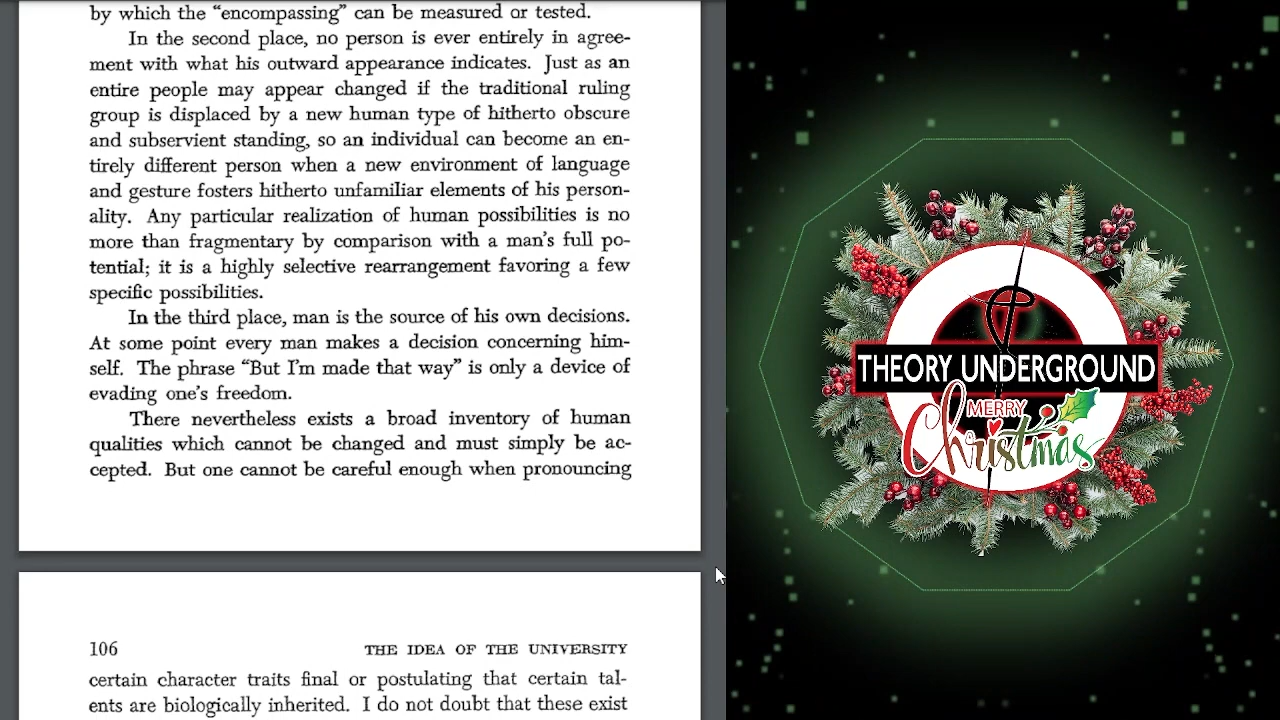 by which the “encompassing” can be measured or tested.
In the second place, no person is ever entirely in agree-
ment with what his outward appearance indicates. Just as an
entire people may appear changed if the traditional ruling
group is displaced by a new human type of hitherto obscure
and subservient standing, so an individual can become an en-
tirely different person when a new environment of language
and gesture fosters hitherto unfamiliar elements of his person-
ality. Any particular realization of human possibilities is no
more than fragmentary by comparison with a man’s full po-
tential; it is a highly selective rearrangement favoring a few
specific possibilities.
In the third place, man is the source of his own decisions.
At some point every man makes a decision concerning him-
self. The phrase “But I’m made that way” is only a device of
evading one’s freedom.
There nevertheless exists a broad inventory of human
qualities which cannot be changed and must simply be ac-
cepted. But one cannot be careful enough when pronouncing
106 THE IDEA OF THE UNIVERSITY
certain character traits final or postulating that certain tal-
ents are biologically inherited. I do not doubt that these exist
THEORY UNDERGROUND
MERRY
Christmas